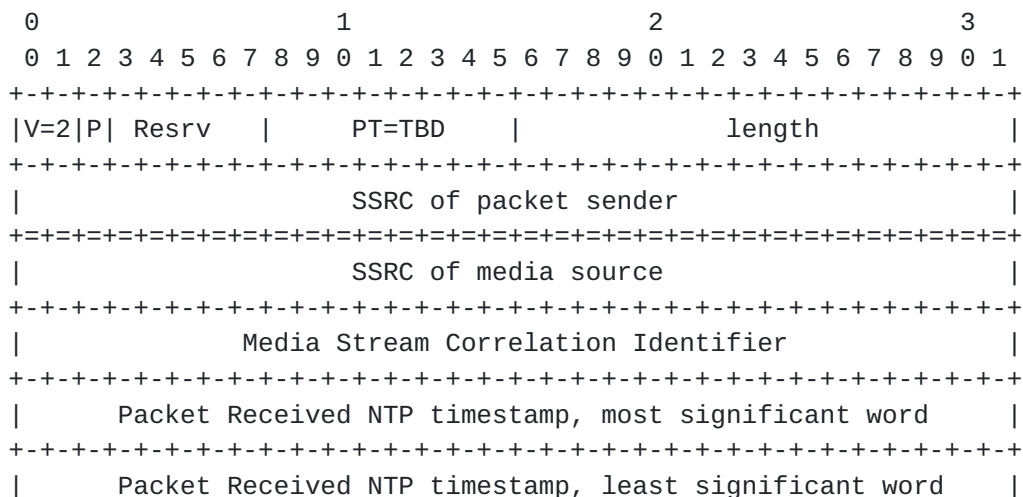 0                   1                   2                   3
 0 1 2 3 4 5 6 7 8 9 0 1 2 3 4 5 6 7 8 9 0 1 2 3 4 5 6 7 8 9 0 1
+-+-+-+-+-+-+-+-+-+-+-+-+-+-+-+-+-+-+-+-+-+-+-+-+-+-+-+-+-+-+-+-+
|V=2|P| Resrv   |     PT=TBD    |             length            |
+-+-+-+-+-+-+-+-+-+-+-+-+-+-+-+-+-+-+-+-+-+-+-+-+-+-+-+-+-+-+-+-+
|                     SSRC of packet sender                     |
+=+=+=+=+=+=+=+=+=+=+=+=+=+=+=+=+=+=+=+=+=+=+=+=+=+=+=+=+=+=+=+=+
|                     SSRC of media source                      |
+-+-+-+-+-+-+-+-+-+-+-+-+-+-+-+-+-+-+-+-+-+-+-+-+-+-+-+-+-+-+-+-+
|              Media Stream Correlation Identifier              |
+-+-+-+-+-+-+-+-+-+-+-+-+-+-+-+-+-+-+-+-+-+-+-+-+-+-+-+-+-+-+-+-+
|      Packet Received NTP timestamp, most significant word     |
+-+-+-+-+-+-+-+-+-+-+-+-+-+-+-+-+-+-+-+-+-+-+-+-+-+-+-+-+-+-+-+-+
|      Packet Received NTP timestamp, least significant word    |